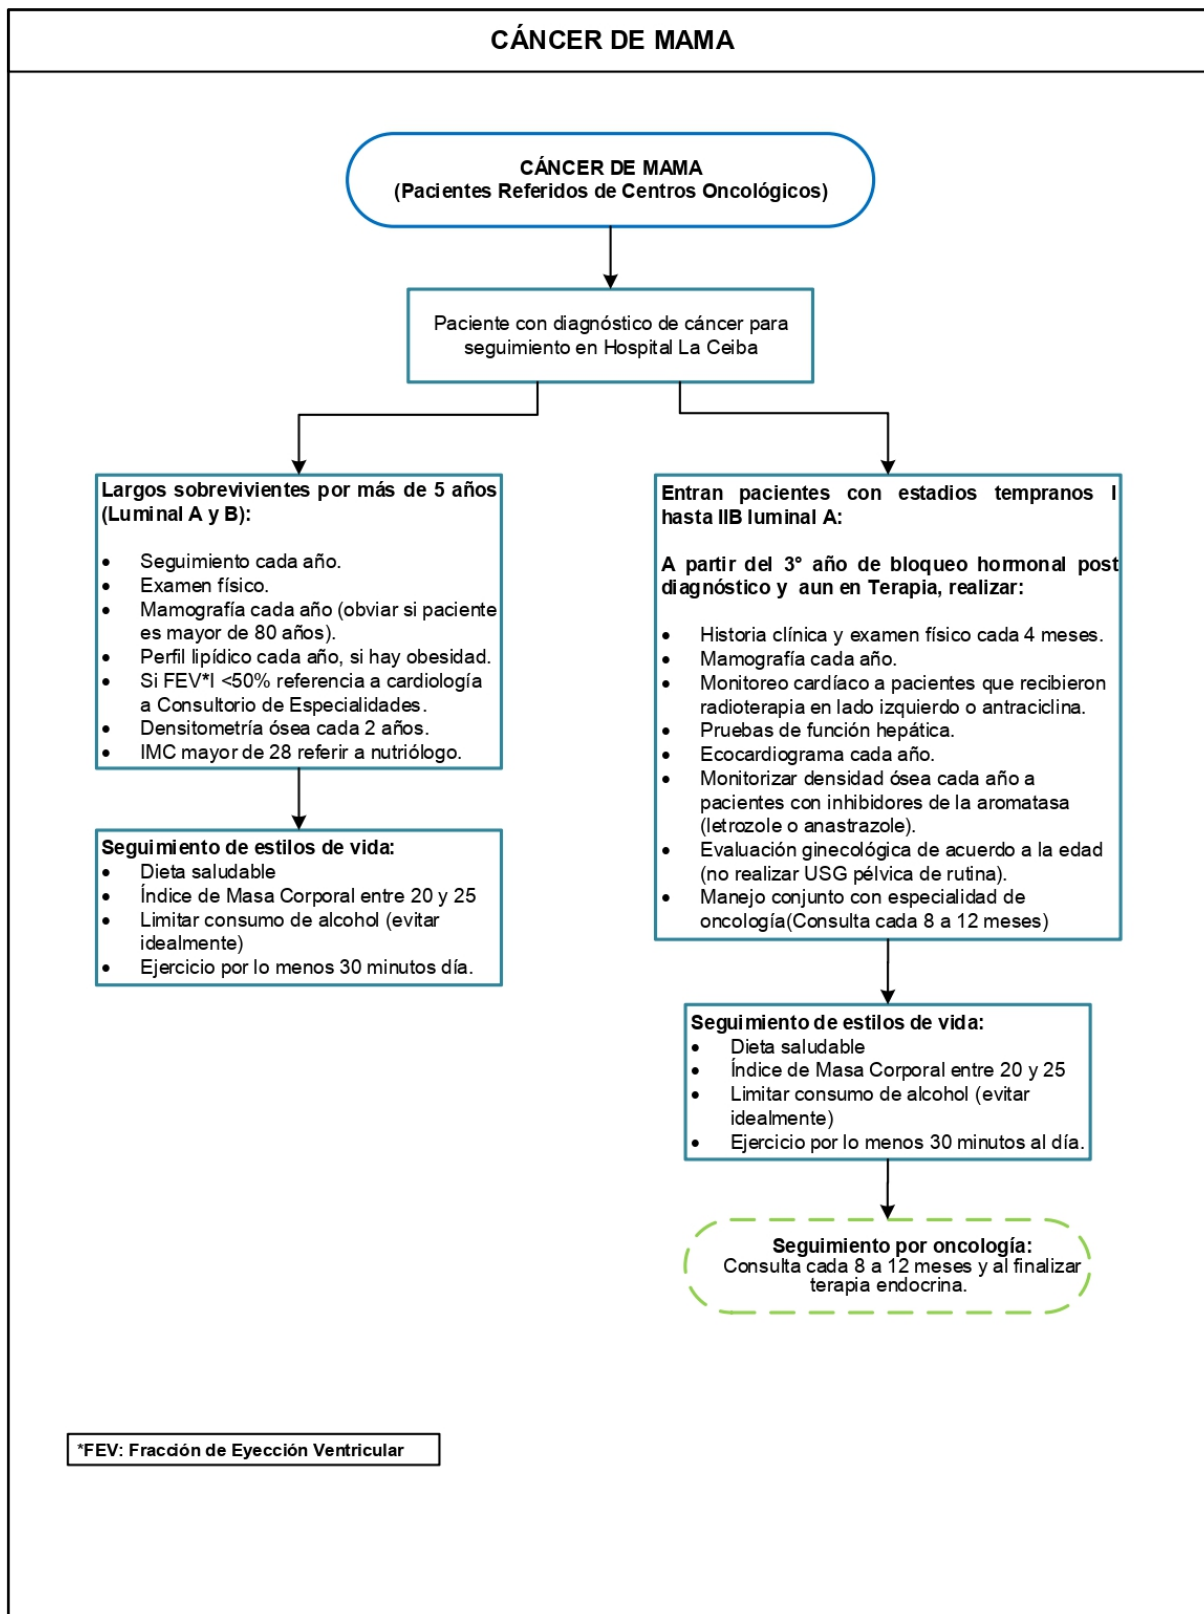 CÁNCER DE MAMA
CÁNCER DE MAMA
(Pacientes Referidos de Centros Oncológicos)
Paciente con diagnóstico de cáncer para
seguimiento en Hospital La Ceiba
Largos sobrevivientes por más de 5 años
(Luminal A y B):
• Seguimiento cada año.
• Examen físico.
• Mamografía cada año (obviar si paciente
es mayor de 80 años).
• Perfil lipídico cada año, si hay obesidad.
• Si FEV*I <50% referencia a cardiología
a Consultorio de Especialidades.
• Densitometría ósea cada 2 años.
• IMC mayor de 28 referir a nutriólogo.
Seguimiento de estilos de vida:
• Dieta saludable
• Índice de Masa Corporal entre 20 y 25
• Limitar consumo de alcohol (evitar
idealmente)
• Ejercicio por lo menos 30 minutos día.
Entran pacientes con estadios tempranos I
hasta IIB luminal A:
A partir del 3° año de bloqueo hormonal post
diagnóstico y aun en Terapia, realizar:
• Historia clínica y examen físico cada 4 meses.
• Mamografía cada año.
• Monitoreo cardíaco a pacientes que recibieron
radioterapia en lado izquierdo o antraciclina.
• Pruebas de función hepática.
• Ecocardiograma cada año.
• Monitorizar densidad ósea cada año a
pacientes con inhibidores de la aromatasa
(letrozole o anastrazole).
• Evaluación ginecológica de acuerdo a la edad
(no realizar USG pélvica de rutina).
• Manejo conjunto con especialidad de
oncología(Consulta cada 8 a 12 meses)
Seguimiento de estilos de vida:
• Dieta saludable
• Índice de Masa Corporal entre 20 y 25
• Limitar consumo de alcohol (evitar
idealmente)
• Ejercicio por lo menos 30 minutos al día.
Seguimiento por oncología:
Consulta cada 8 a 12 meses y al finalizar
terapia endocrina.
*FEV: Fracción de Eyección Ventricular